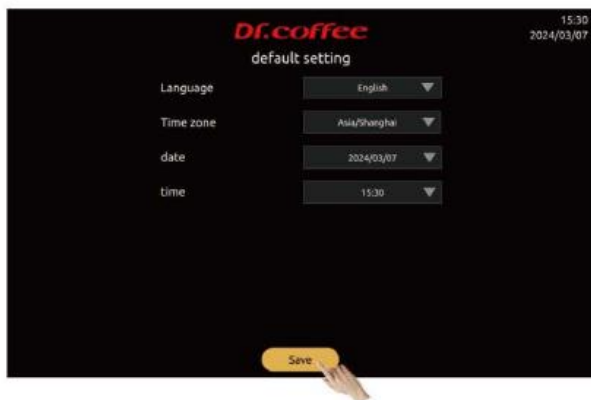 Dr.coffee
15:30
2024/03/07
default setting
Language English
Time zone Asia/Shanghai
date 2024/03/07
time 15:30
Save